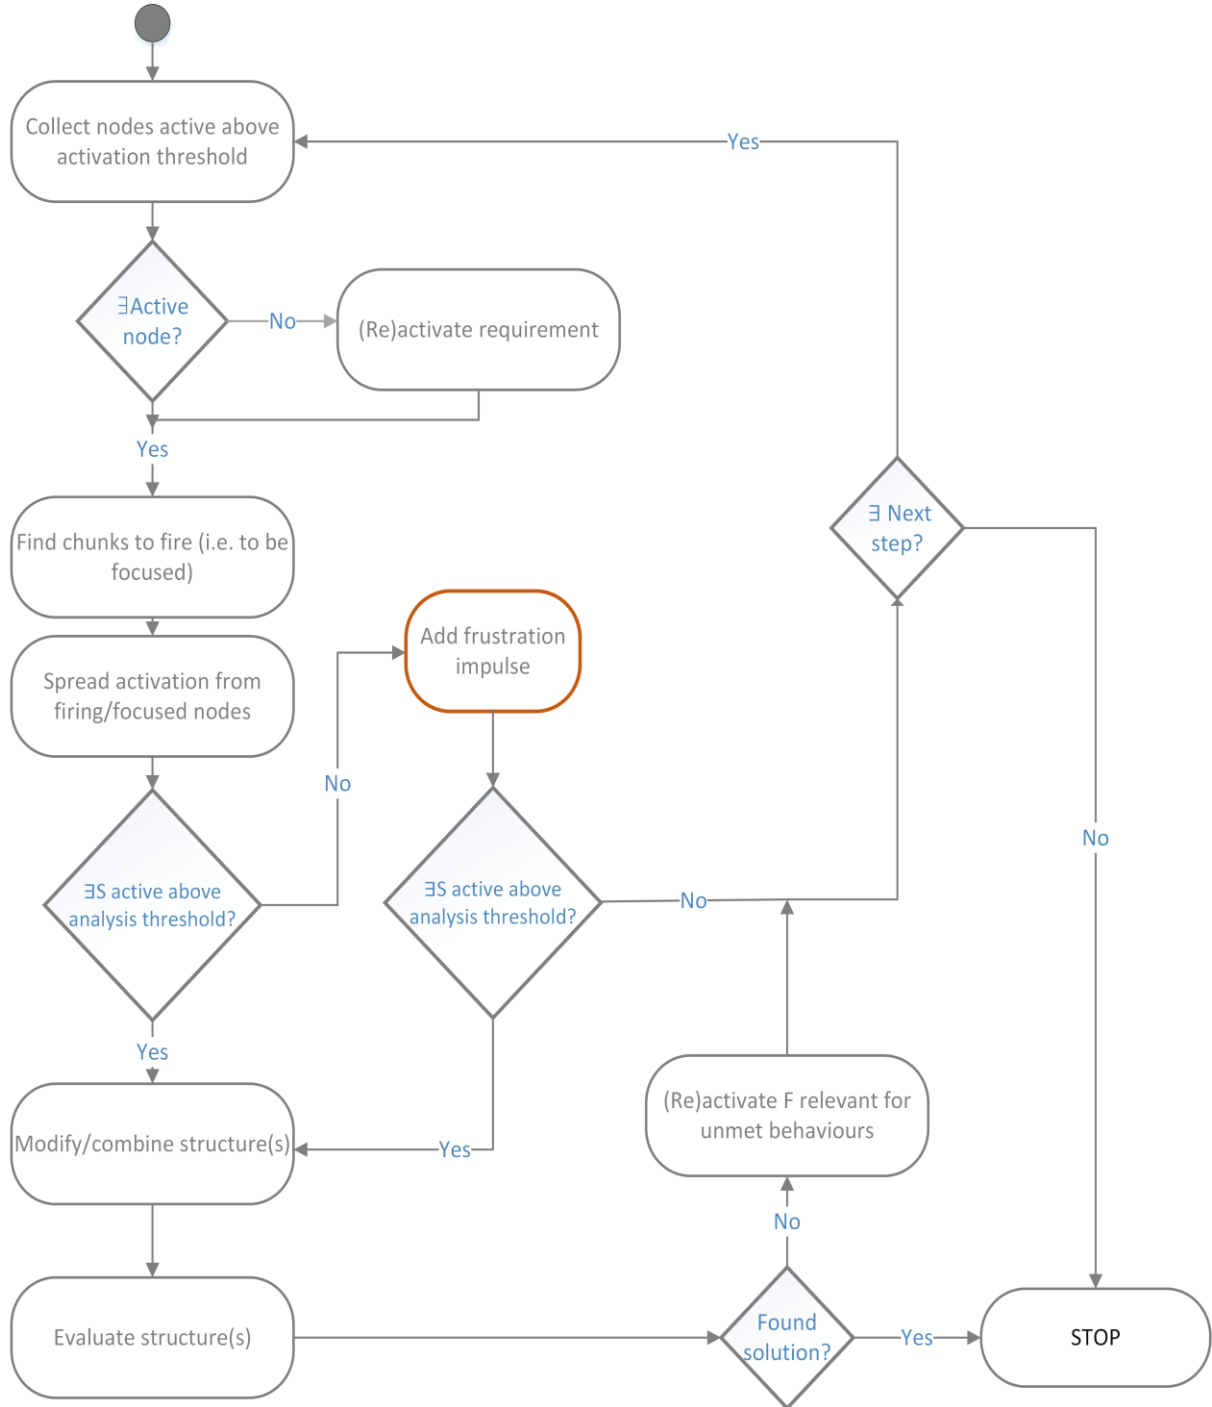 Collect nodes active above
activation threshold
Yes
∃Active
node?
No
(Re)activate requirement
Yes
∃ Next
step?
Find chunks to fire (i.e. to be
focused)
Add frustration
impulse
Spread activation from
firing/focused nodes
No
No
∃S active above
analysis threshold?
∃S active above
analysis threshold?
No
Yes
(Re)activate F relevant for
unmet behaviours
Modify/combine structure(s)
Yes
No
Evaluate structure(s)
Found
solution?
Yes
STOP